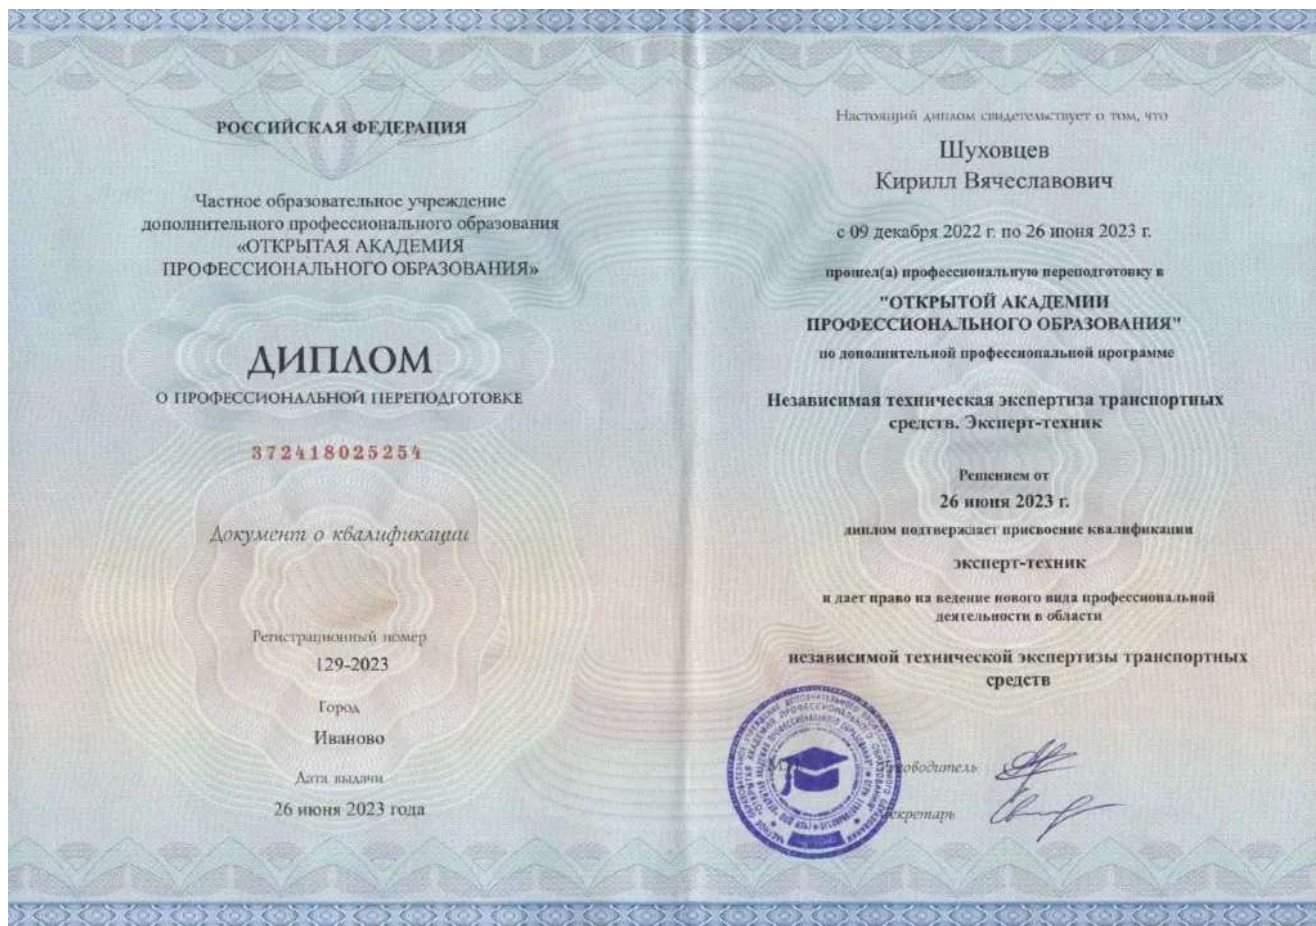 РОССИЙСКАЯ ФЕДЕРАЦИЯ
Частное образовательное учреждение
дополнительного профессионального образования
«ОТКРЫТАЯ АКАДЕМИЯ
ПРОФЕССИОНАЛЬНОГО ОБРАЗОВАНИЯ»
ДИПЛОМ
О ПРОФЕССИОНАЛЬНОЙ ПЕРЕПОДГОТОВКЕ
372418025254
Документ о квалификации
Регистрационный номер
129-2023
Город
Иваново
Дата выдачи
26 июня 2023 года
Настоящий диплом свидетельствует о том, что
Шуховцев
Кирилл Вячеславович
с 09 декабря 2022 г. по 26 июня 2023 г.
прошел(а) профессиональную переподготовку в
"ОТКРЫТОЙ АКАДЕМИИ
ПРОФЕССИОНАЛЬНОГО ОБРАЗОВАНИЯ"
по дополнительной профессиональной программе
Независимая техническая экспертиза транспортных
средств. Эксперт-техник
Решением от
26 июня 2023 г.
диплом подтверждает присвоение квалификации
эксперт-техник
и дает право на ведение нового вида профессиональной
деятельности в области
независимой технической экспертизы транспортных
средств
М.П.
Руководитель
Секретарь